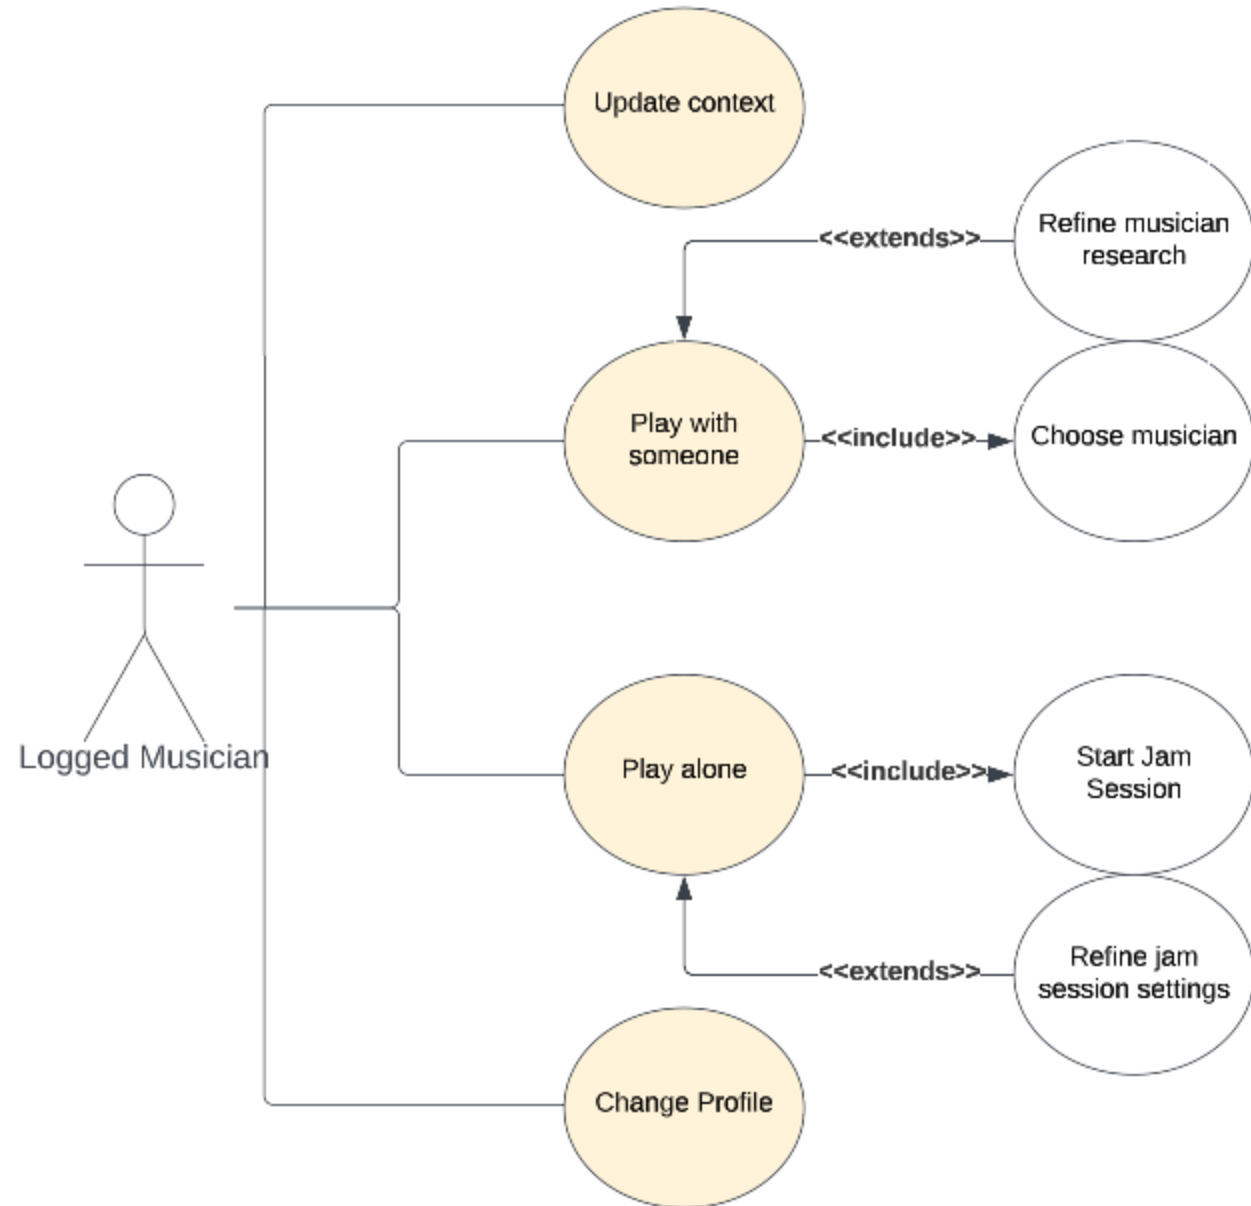 Update context
Refine musician
research
<<extends>>
Play with
someone
<<include>>
Choose musician
Logged Musician
Play alone
<<include>>
Start Jam
Session
<<extends>>
Refine jam
session settings
Change Profile